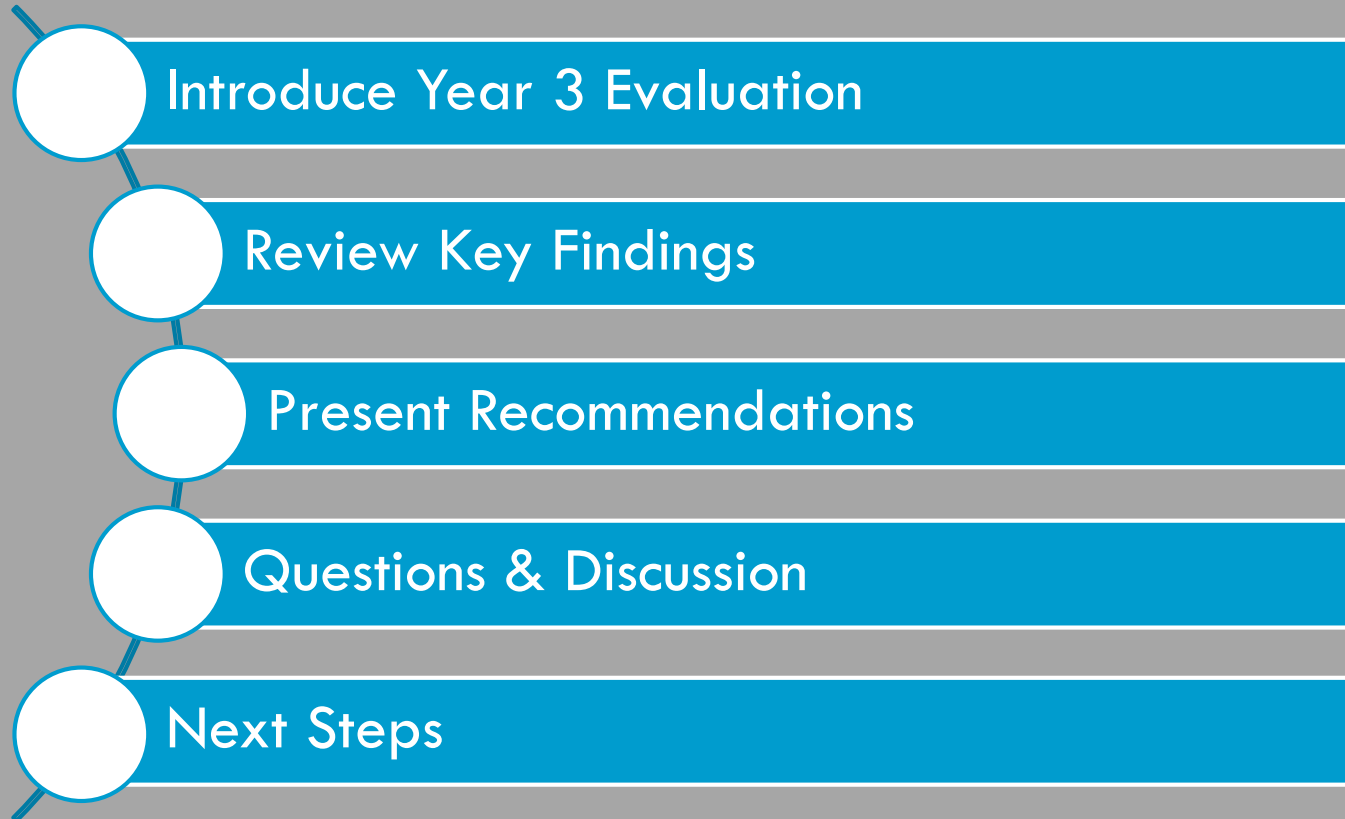 Introduce Year 3 Evaluation
Review Key Findings
Present Recommendations
Questions & Discussion
Next Steps